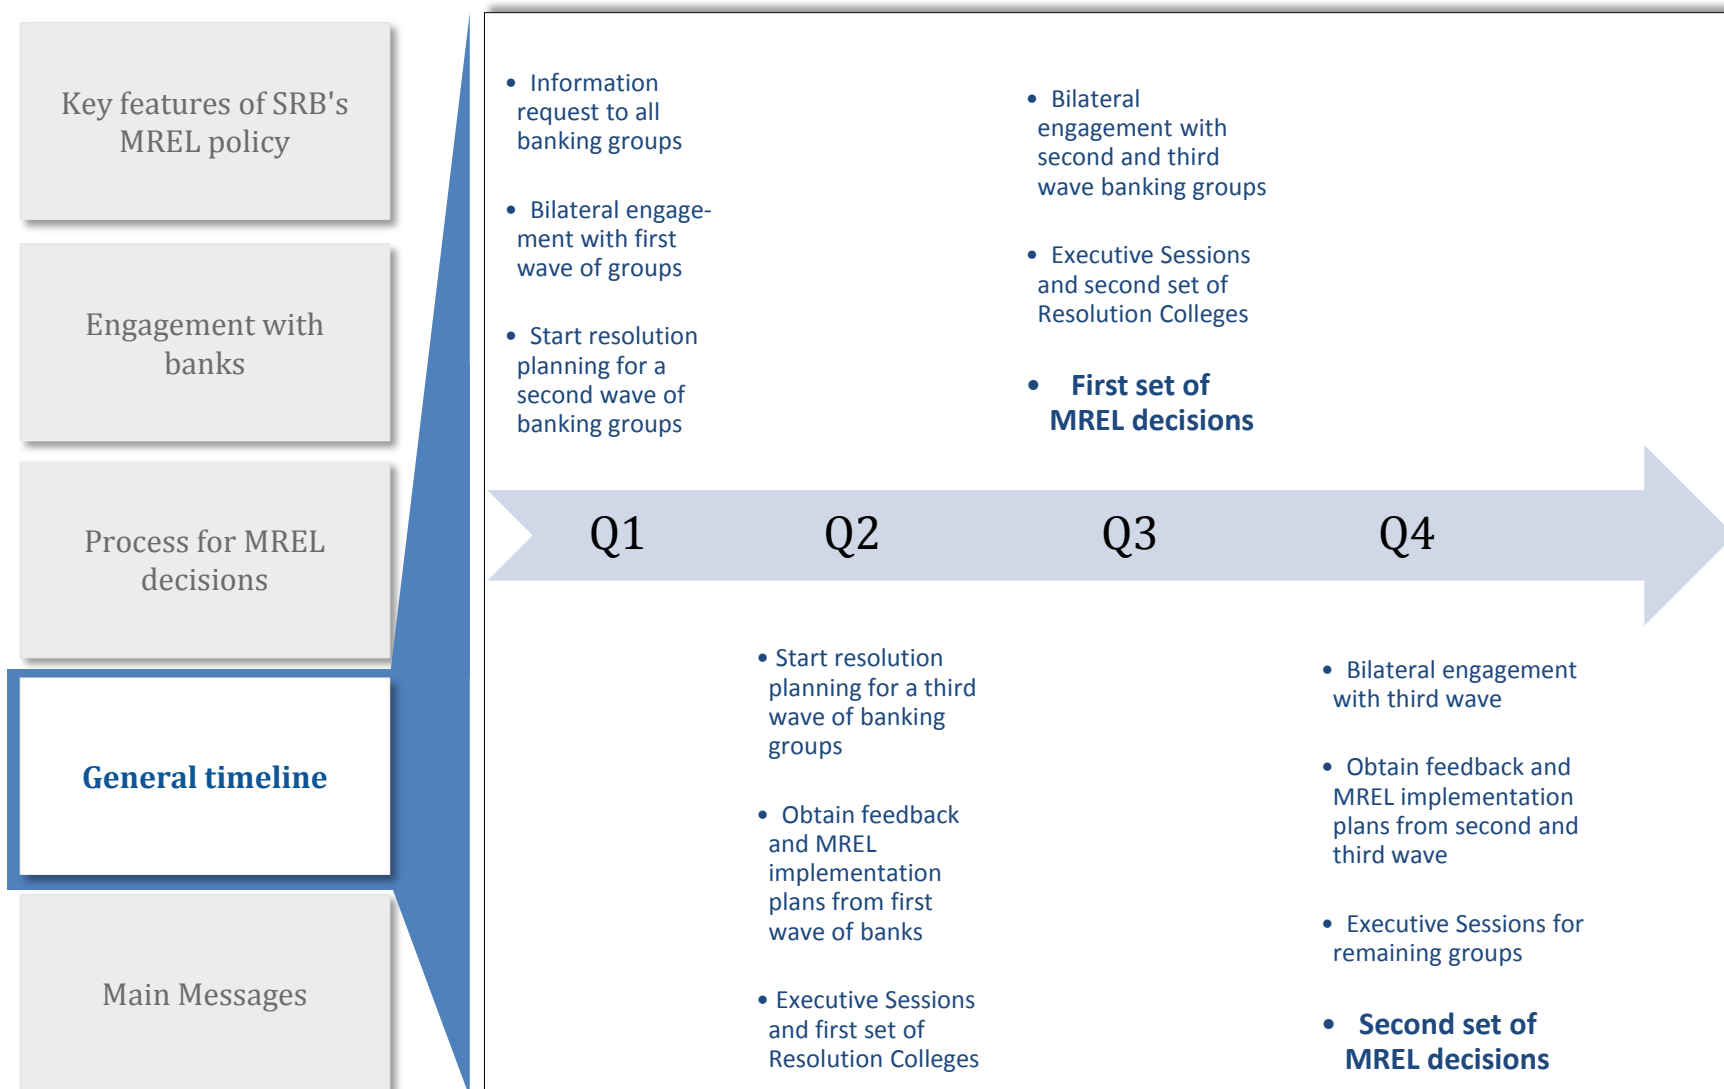 Key features of SRB's
MREL policy
Engagement with
banks
Process for MREL
decisions
General timeline
Main Messages
• Information
request to all
banking groups
• Bilateral engage-
ment with first
wave of groups
• Start resolution
planning for a
second wave of
banking groups
• Bilateral
engagement with
second and third
wave banking groups
• Executive Sessions
and second set of
Resolution Colleges
• First set of
MREL decisions
Q1 Q2 Q3 Q4
• Start resolution
planning for a third
wave of banking
groups
• Obtain feedback
and MREL
implementation
plans from first
wave of banks
• Executive Sessions
and first set of
Resolution Colleges
• Bilateral engagement
with third wave
• Obtain feedback and
MREL implementation
plans from second and
third wave
• Executive Sessions for
remaining groups
• Second set of
MREL decisions